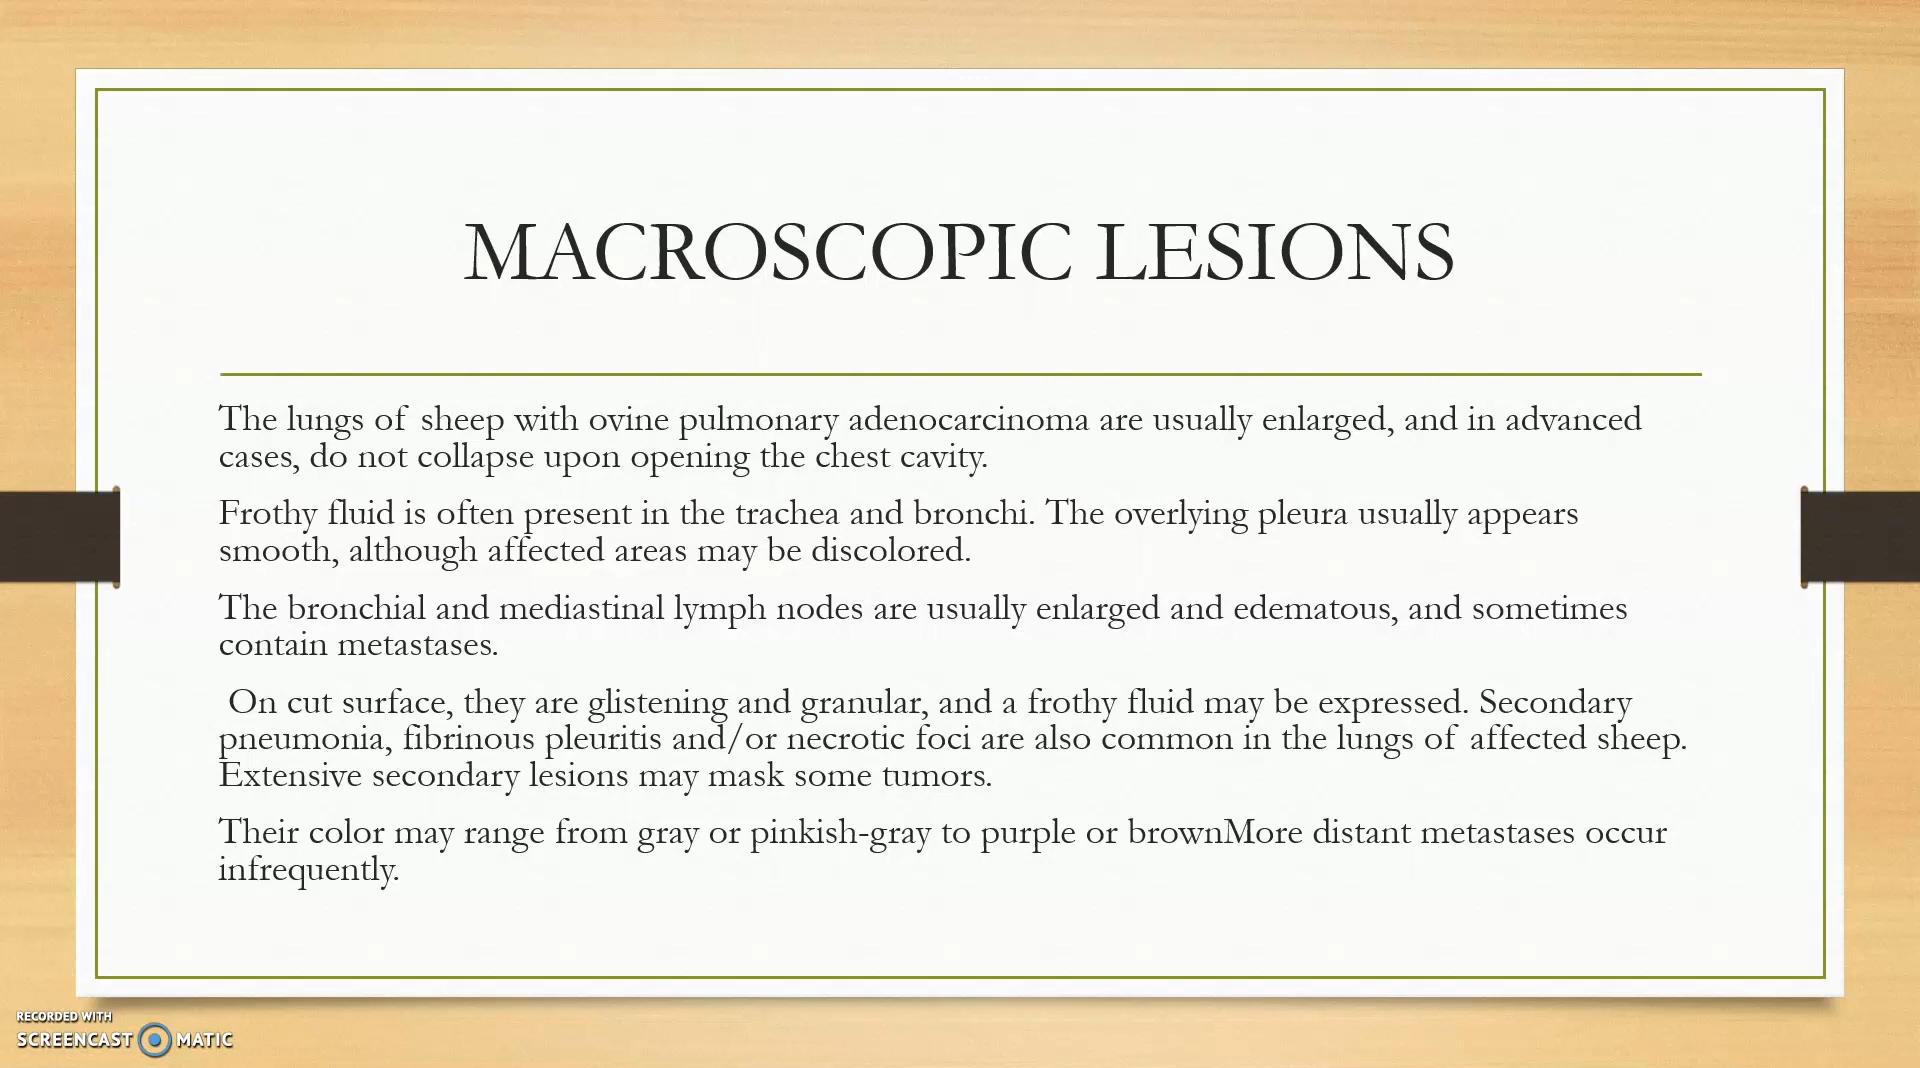 MACROSCOPIC LESIONS
The lungs of sheep with ovine pulmonary adenocarcinoma are usually enlarged, and in advanced
cases, do not collapse upon opening the chest cavity.
Frothy fluid is often present in the trachea and bronchi. The overlying pleura usually appears
smooth, although affected areas may be discolored.
The bronchial and mediastinal lymph nodes are usually enlarged and edematous, and sometimes
contain metastases.
On cut surface, they are glistening and granular, and a frothy fluid may be expressed. Secondary
pneumonia, fibrinous pleuritis and/or necrotic foci are also common in the lungs of affected sheep.
Extensive secondary lesions may mask some tumors.
Their color may range from gray or pinkish-gray to purple or brownMore distant metastases occur
infrequently.
RECORDED WITH
SCREENCAST MATIC